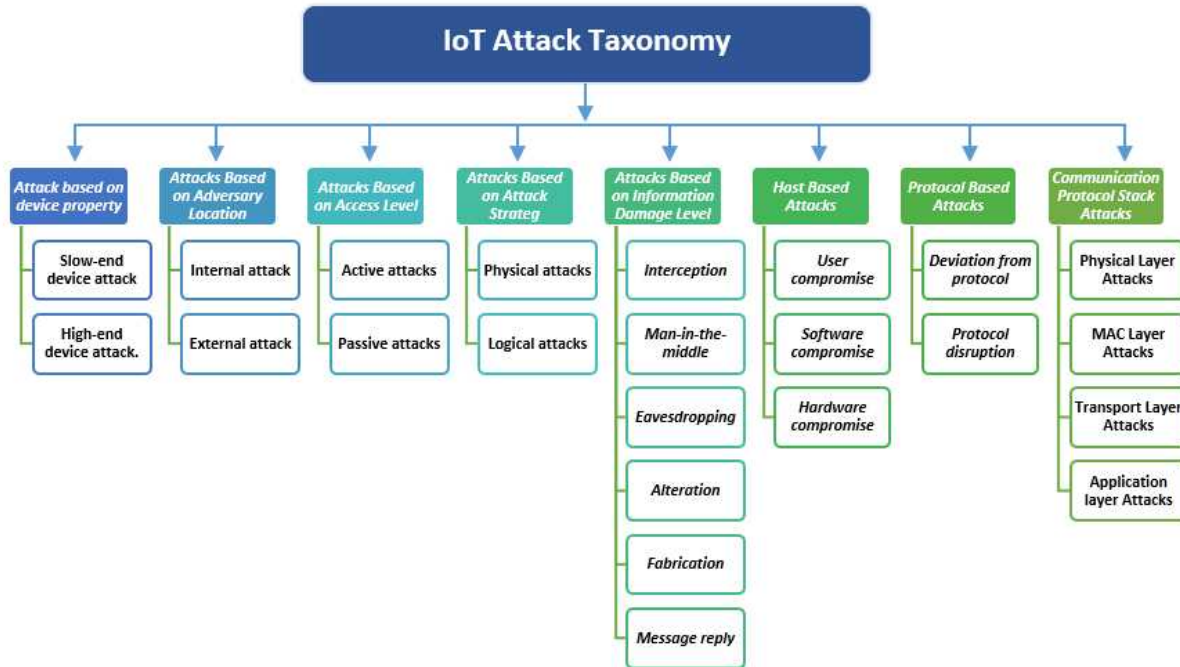 IoT Attack Taxonomy
Attack based on
device property
Slow-end
device attack
High-end
device attack.
Attacks Based
on Adversary
Location
Internal attack
External attack
Attacks Based
on Access Level
Active attacks
Passive attacks
Attacks Based
on Attack
Strateg
Physical attacks
Logical attacks
Attacks Based
on Information
Damage Level
Interception
Man-in-the-
middle
Eavesdropping
Alteration
Fabrication
Message reply
Host Based
Attacks
User
compromise
Software
compromise
Hardware
compromise
Protocol Based
Attacks
Deviation from
protocol
Protocol
disruption
Communication
Protocol Stack
Attacks
Physical Layer
Attacks
MAC Layer
Attacks
Transport Layer
Attacks
Application
layer Attacks